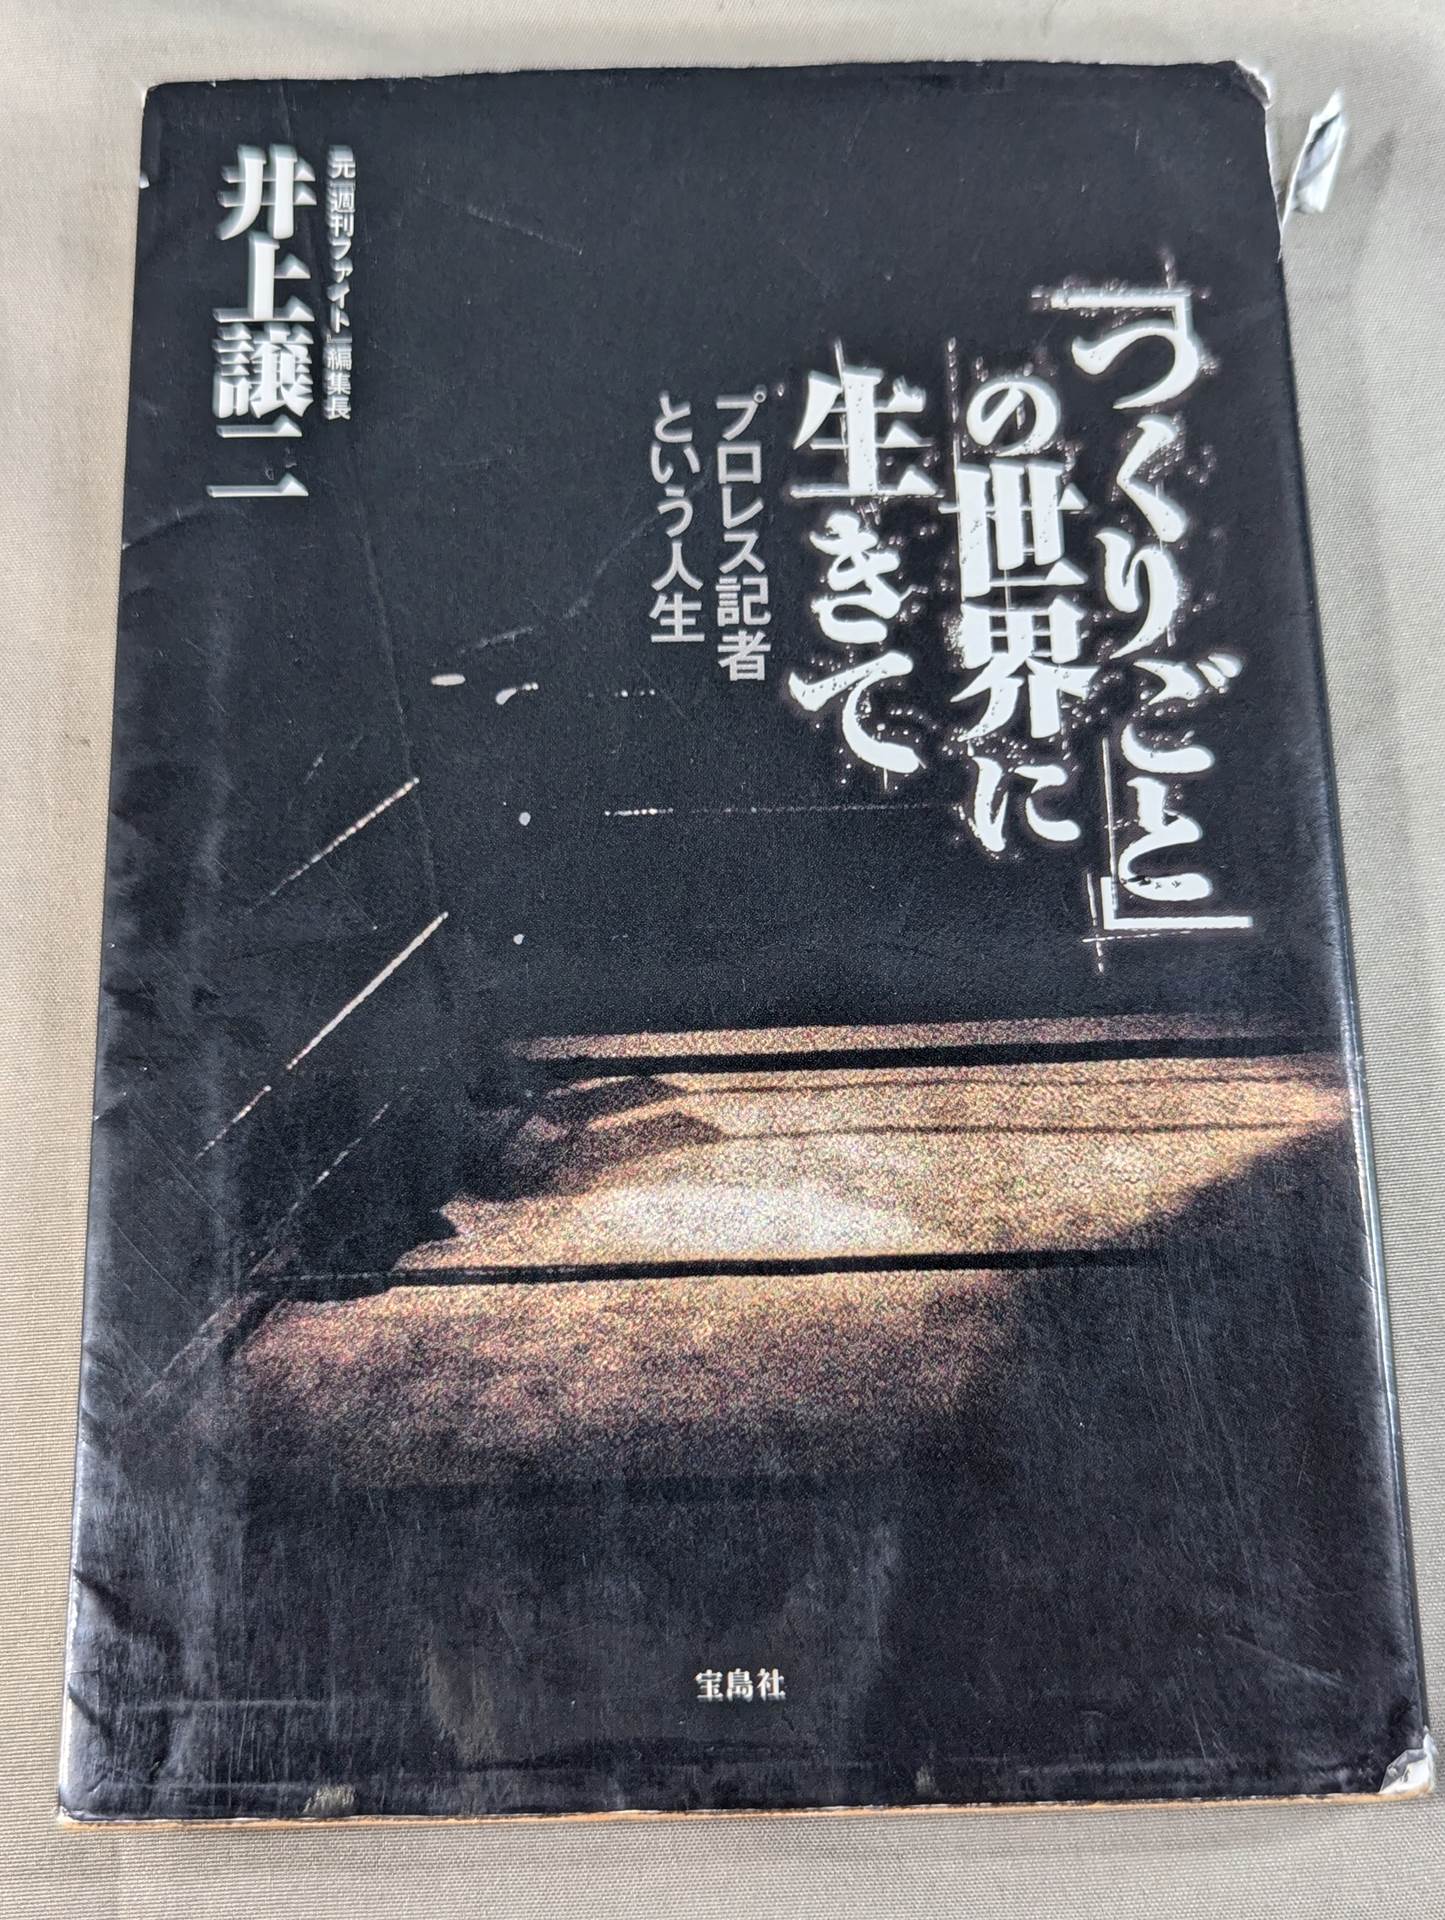 「つくりごと」
の世界に
生きて
プロレス記者
という人生
元『週刊ファイト』編集長
井上譲二
宝島社